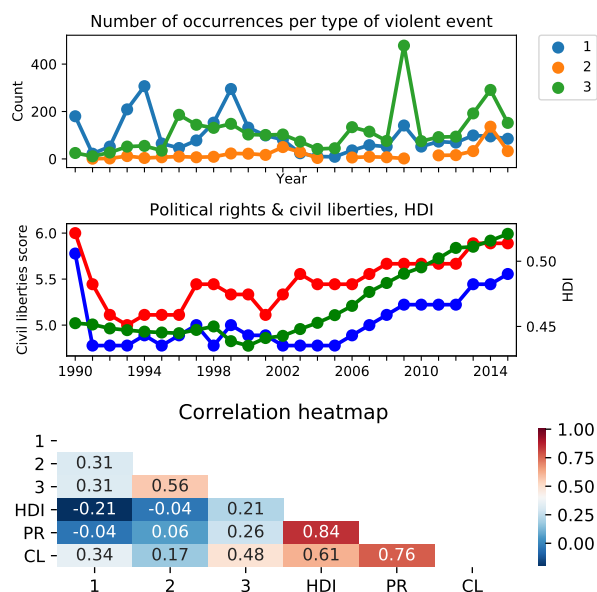 Number of occurrences per type of violent event
1
2
3
400
200
0
Count
Year
Political rights & civil liberties, HDI
6.0
5.5
5.0
Civil liberties score
0.50
0.45
HDI
1990 1994 1998 2002 2006 2010 2014
Correlation heatmap
1
2 0.31
3 0.31 0.56
HDI -0.21 -0.04 0.21
PR -0.04 0.06 0.26 0.84
CL 0.34 0.17 0.48 0.61 0.76
1 2 3 HDI PR CL
1.00
0.75
0.50
0.25
0.00